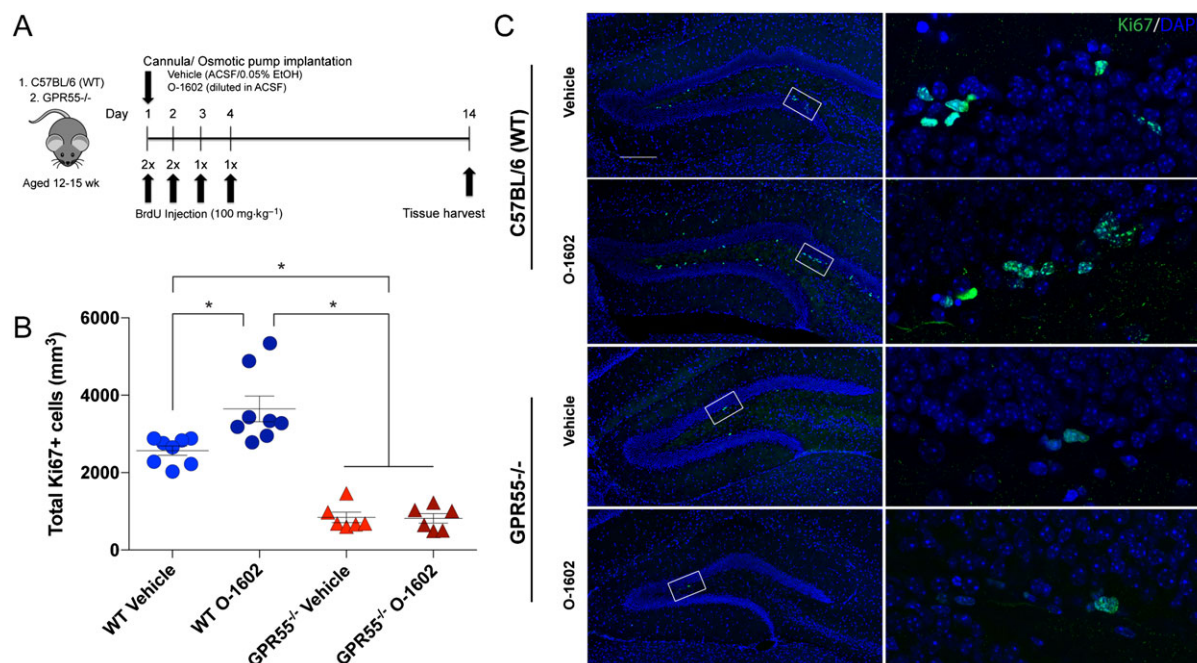 A
1. C57BL/6 (WT)
2. GPR55-/-
Aged 12-15 wk
Cannula/ Osmotic pump implantation
Vehicle (ACSF/0.05% EtOH)
O-1602 (diluted in ACSF)
Day 1 2 3 4 14
2x 2x 1x 1x
BrdU Injection (100 mg·kg⁻¹)
Tissue harvest
B
* 
* *
Total Ki67+ cells (mm³)
6000
4000
2000
0
WT Vehicle
WT O-1602
GPR55⁻/⁻ Vehicle
GPR55⁻/⁻ O-1602
C
Ki67/DAPI
C57BL/6 (WT)
Vehicle
O-1602
GPR55-/-
Vehicle
O-1602